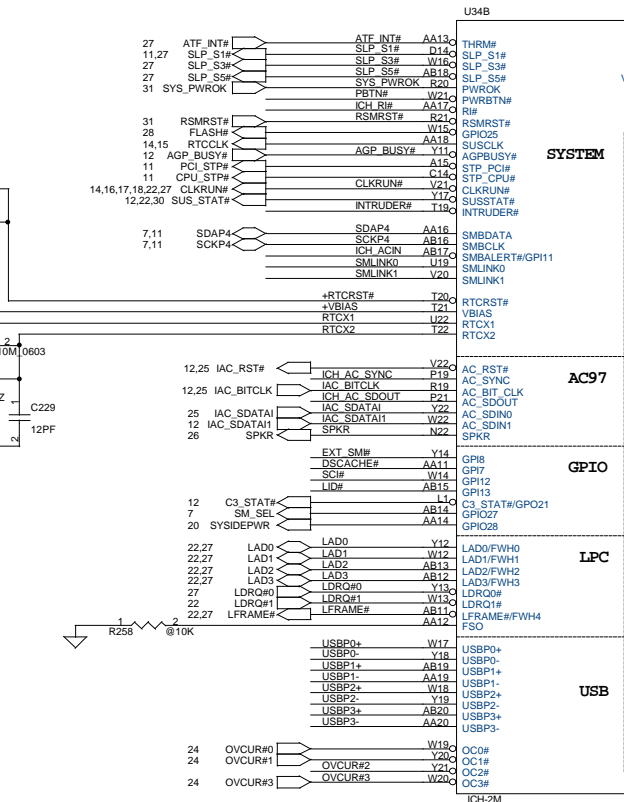 U34B
27 ATF_INT# ATF_INT# AA13 THRM#
11,27 SLP_S1# SLP_S1# D14 SLP_S1#
27 SLP_S3# SLP_S3# W16 SLP_S3#
27 SLP_S5# SLP_S5# AB18 SLP_S5#
31 SYS_PWROK SYS_PWROK R20 PWROK
PBTN# W21 PWRBTN#
ICH_RI# AA17 RI#
31 RSMRST# RSMRST# R21 RSMRST#
28 FLASH# W15 GPIO25
14,15 RTCCLK AA18 SUSCLK
12 AGP_BUSY# AGP_BUSY# Y11 AGPBUSY#
SYSTEM
11 PCI_STP# A15 STP_PCI#
11 CPU_STP# C14 STP_CPU#
14,16,17,18,22,27 CLKRUN# CLKRUN# V21 CLKRUN#
12,22,30 SUS_STAT# Y17 SUSSTAT#
INTRUDER# T19 INTRUDER#
7,11 SDAP4 SDAP4 AA16 SMBDATA
7,11 SCKP4 SCKP4 AB16 SMBCLK
ICH_ACIN AB17 SMBALERT#/GPI11
SMLINK0 U19 SMLINK0
SMLINK1 V20 SMLINK1
+RTCRST# T20 RTCRST#
+VBIAS T21 VBIAS
RTCX1 U22 RTCX1
RTCX2 T22 RTCX2
2
10M_0603
12,25 IAC_RST# V22 AC_RST#
ICH_AC_SYNC P19 AC_SYNC
AC97
12,25 IAC_BITCLK IAC_BITCLK R19 AC_BIT_CLK
ICH_AC_SDOUT P21 AC_SDOUT
25 IAC_SDATAI IAC_SDATAI Y22 AC_SDIN0
12 IAC_SDATAI1 IAC_SDATAI1 W22 AC_SDIN1
26 SPKR SPKR N22 SPKR
Z
1
C229
12PF
2
EXT_SMI# Y14 GPI8
DSCACHE# AA11 GPI7
GPIO
SCI# W14 GPI12
LID# AB15 GPI13
12 C3_STAT# L1 C3_STAT#/GPO21
7 SM_SEL AB14 GPIO27
20 SYSIDEPWR AA14 GPIO28
22,27 LAD0 LAD0 Y12 LAD0/FWH0
22,27 LAD1 LAD1 W12 LAD1/FWH1
LPC
22,27 LAD2 LAD2 AB13 LAD2/FWH2
22,27 LAD3 LAD3 AB12 LAD3/FWH3
27 LDRQ#0 LDRQ#0 Y13 LDRQ0#
22 LDRQ#1 LDRQ#1 W13 LDRQ1#
22,27 LFRAME# LFRAME# AB11 LFRAME#/FWH4
1 2 AA12 FSO
R258 @10K
USBP0+ W17 USBP0+
USBP0- Y18 USBP0-
USBP1+ AB19 USBP1+
USBP1- AA19 USBP1-
USB
USBP2+ W18 USBP2+
USBP2- Y19 USBP2-
USBP3+ AB20 USBP3+
USBP3- AA20 USBP3-
24 OVCUR#0 W19 OC0#
24 OVCUR#1 Y20 OC1#
OVCUR#2 Y21 OC2#
24 OVCUR#3 OVCUR#3 W20 OC3#
ICH-2M